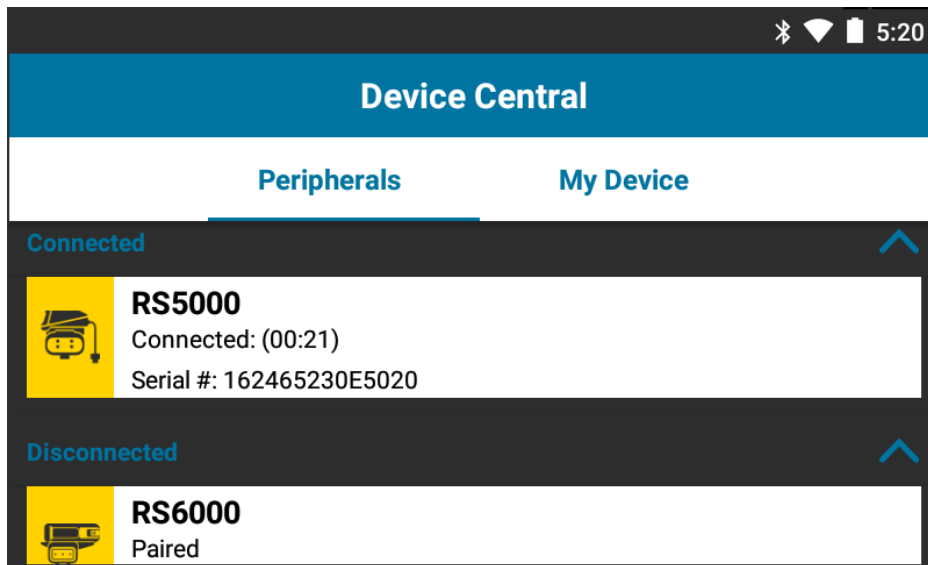 5:20
Device Central
Peripherals My Device
Connected
RS5000
Connected: (00:21)
Serial #: 162465230E5020
Disconnected
RS6000
Paired